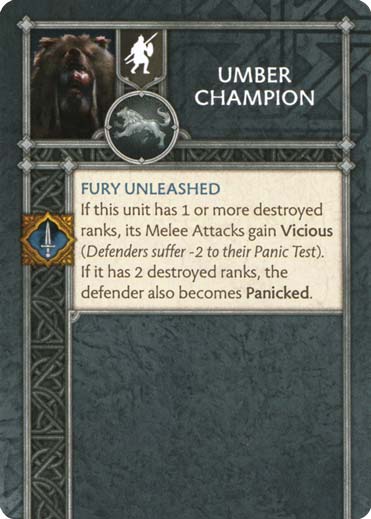 UMBER
CHAMPION
FURY UNLEASHED
If this unit has 1 or more destroyed
ranks, its Melee Attacks gain Vicious
(Defenders suffer -2 to their Panic Test).
If it has 2 destroyed ranks, the
defender also becomes Panicked.